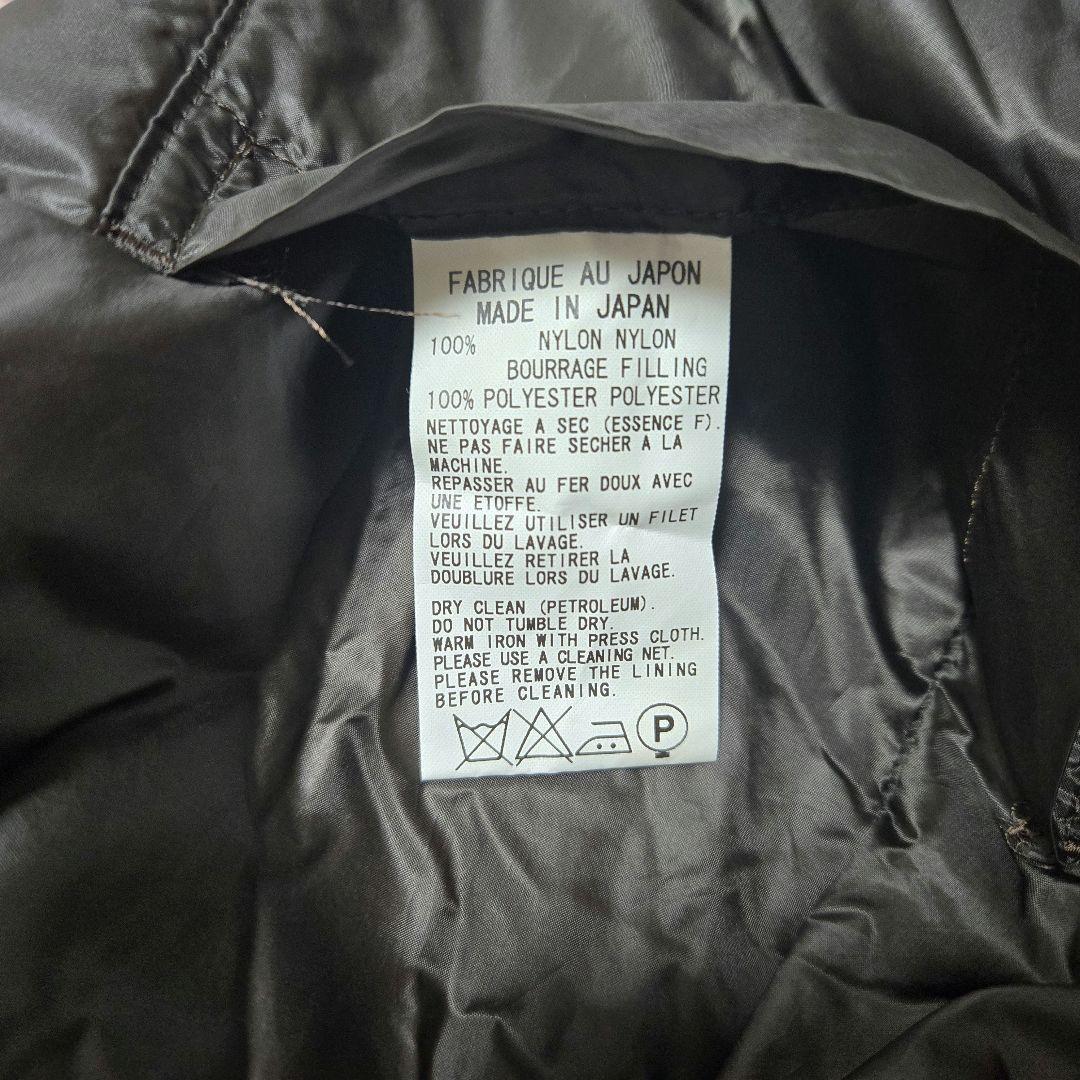 FABRIQUE AU JAPON
MADE IN JAPAN
100% NYLON NYLON
BOURRAGE FILLING
100% POLYESTER POLYESTER
NETTOYAGE A SEC (ESSENCE F).
NE PAS FAIRE SECHER A LA
MACHINE.
REPASSER AU FER DOUX AVEC
UNE ETOFFE.
VEUILLEZ UTILISER UN FILET
LORS DU LAVAGE.
VEUILLEZ RETIRER LA
DOUBLURE LORS DU LAVAGE.
DRY CLEAN (PETROLEUM).
DO NOT TUMBLE DRY.
WARM IRON WITH PRESS CLOTH.
PLEASE USE A CLEANING NET.
PLEASE REMOVE THE LINING
BEFORE CLEANING.
P